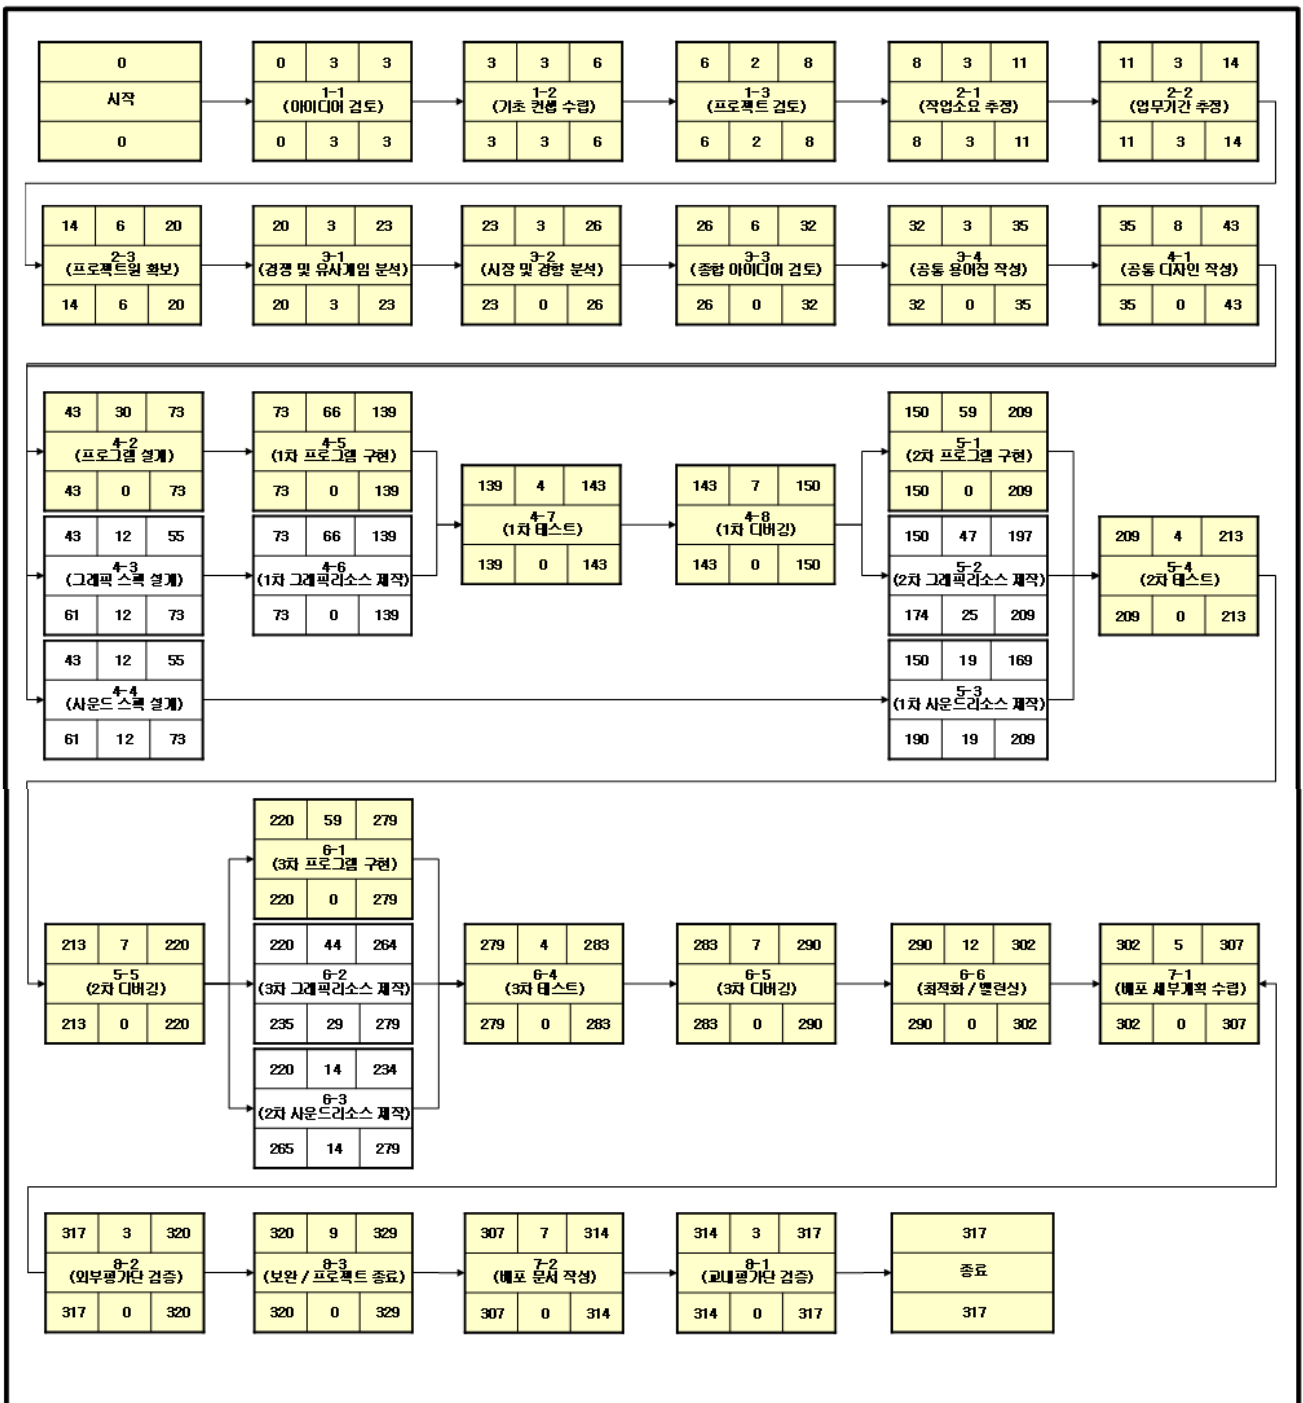 0
시작
0
0 3 3
1-1
(아이디어 검토)
0 3 3
3 3 6
1-2
(기초 컨셉 수립)
3 3 6
6 2 8
1-3
(프로젝트 검토)
6 2 8
8 3 11
2-1
(작업소요 추정)
8 3 11
11 3 14
2-2
(업무기간 추정)
11 3 14
14 6 20
2-3
(프로젝트원 확보)
14 6 20
20 3 23
3-1
(경쟁 및 유사게임 분석)
20 3 23
23 3 26
3-2
(시장 및 경향 분석)
23 0 26
26 6 32
3-3
(종합 아이디어 검토)
26 0 32
32 3 35
3-4
(공통 용어집 작성)
32 0 35
35 8 43
4-1
(공통 디자인 작성)
35 0 43
43 30 73
4-2
(프로그램 설계)
43 0 73
73 66 139
4-5
(1차 프로그램 구현)
73 0 139
43 12 55
4-3
(그래픽 스펙 설계)
61 12 73
73 66 139
4-6
(1차 그래픽리소스 제작)
73 0 139
43 12 55
4-4
(사운드 스펙 설계)
61 12 73
139 4 143
4-7
(1차 테스트)
139 0 143
143 7 150
4-8
(1차 디버깅)
143 0 150
150 59 209
5-1
(2차 프로그램 구현)
150 0 209
150 47 197
5-2
(2차 그래픽리소스 제작)
174 25 209
150 19 169
5-3
(1차 사운드리소스 제작)
190 19 209
209 4 213
5-4
(2차 테스트)
209 0 213
213 7 220
5-5
(2차 디버깅)
213 0 220
220 59 279
6-1
(3차 프로그램 구현)
220 0 279
220 44 264
6-2
(3차 그래픽리소스 제작)
235 29 279
220 14 234
6-3
(2차 사운드리소스 제작)
265 14 279
279 4 283
6-4
(3차 테스트)
279 0 283
283 7 290
6-5
(3차 디버깅)
283 0 290
290 12 302
6-6
(최적화 / 밸런싱)
290 0 302
302 5 307
7-1
(배포 세부계획 수립)
302 0 307
317 3 320
8-2
(외부평가단 검증)
317 0 320
320 9 329
8-3
(보완 / 프로젝트 종료)
320 0 329
307 7 314
7-2
(배포 문서 작성)
307 0 314
314 3 317
8-1
(교내평가단 검증)
314 0 317
317
종료
317